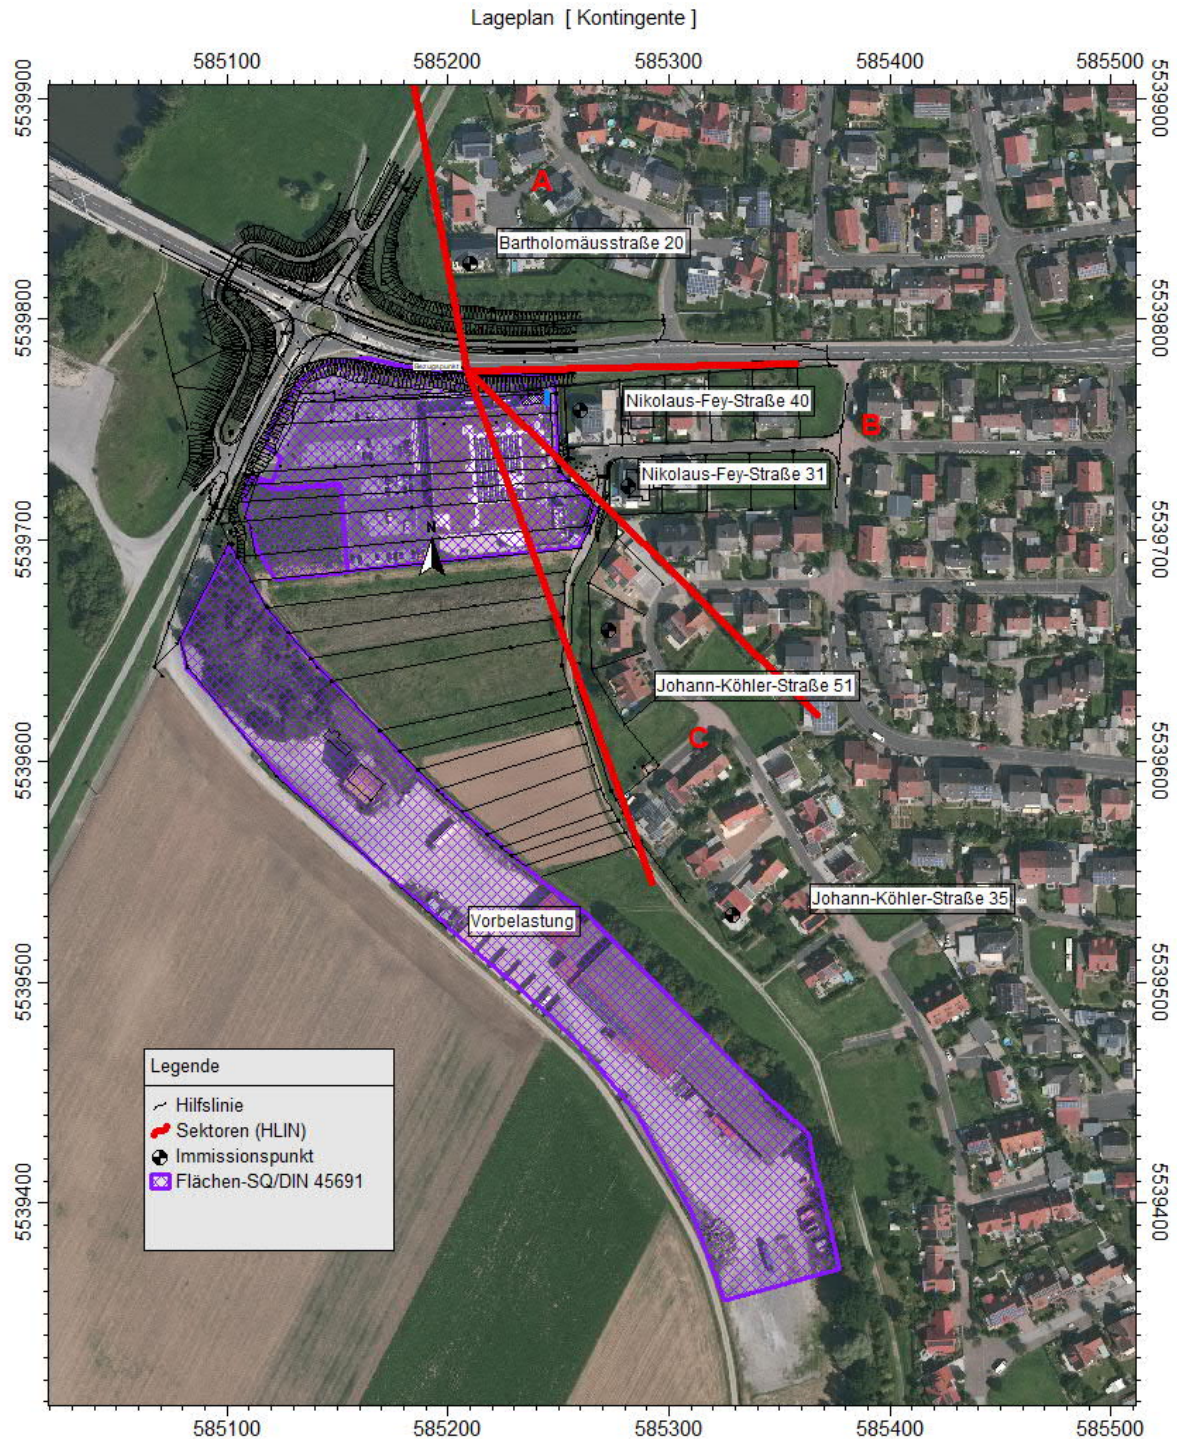 Lageplan [ Kontingente ]
585100 585200 585300 585400 585500
5539900 5539900
A
Bartholomäusstraße 20
5539800 5539800
Bezugspunkt
Nikolaus-Fey-Straße 40
B
Nikolaus-Fey-Straße 31
5539700 5539700
N
Johann-Köhler-Straße 51
C
5539600 5539600
Johann-Köhler-Straße 35
Vorbelastung
5539500 5539500
Legende
Hilfslinie
Sektoren (HLIN)
Immissionspunkt
Flächen-SQ/DIN 45691
5539400 5539400
585100 585200 585300 585400 585500